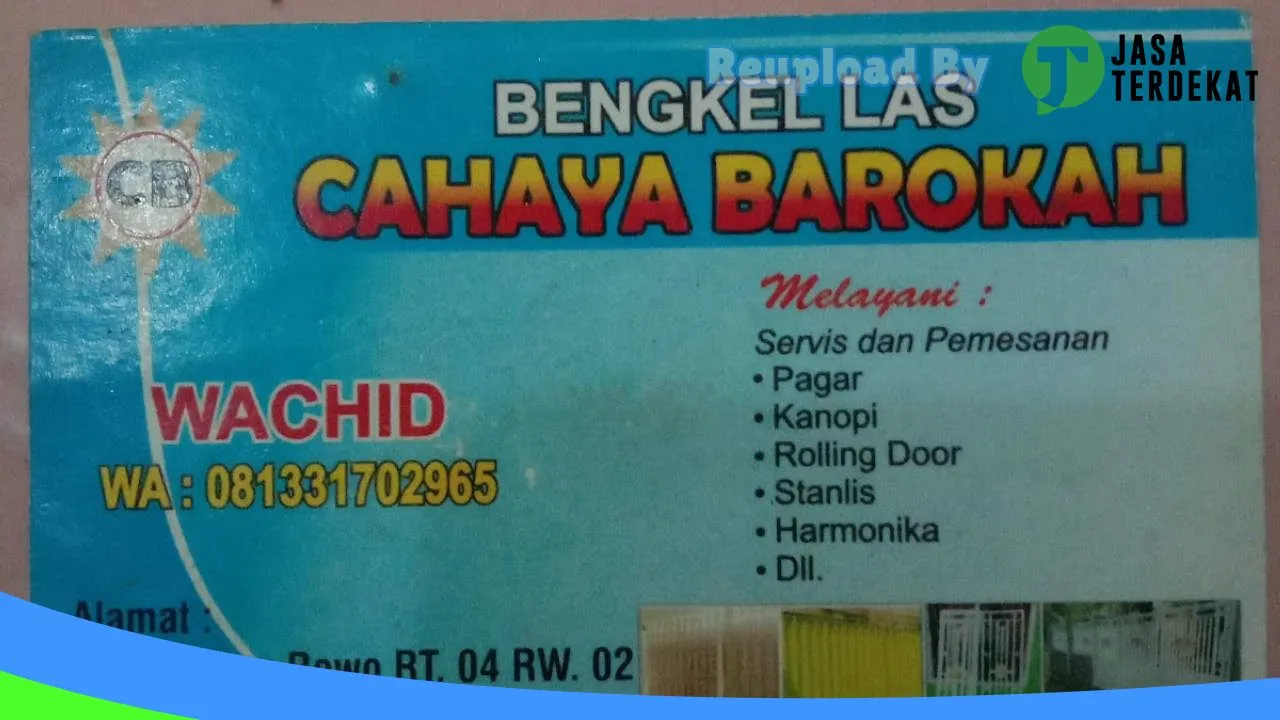 Reupload By
JASA
TERDEKAT
BENGKEL LAS
CAHAYA BAROKAH
CB
Melayani :
Servis dan Pemesanan
• Pagar
• Kanopi
• Rolling Door
• Stanlis
• Harmonika
• Dll.
WACHID
WA : 081331702965
Alamat :
Rowo RT. 04 RW. 02